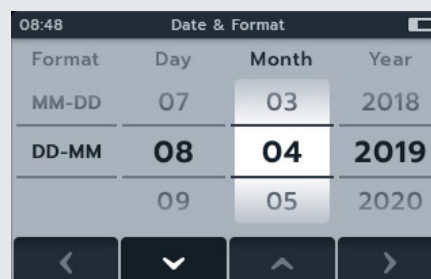 08:48 Date & Format
Format Day Month Year
MM-DD 07 03 2018
DD-MM 08 04 2019
09 05 2020